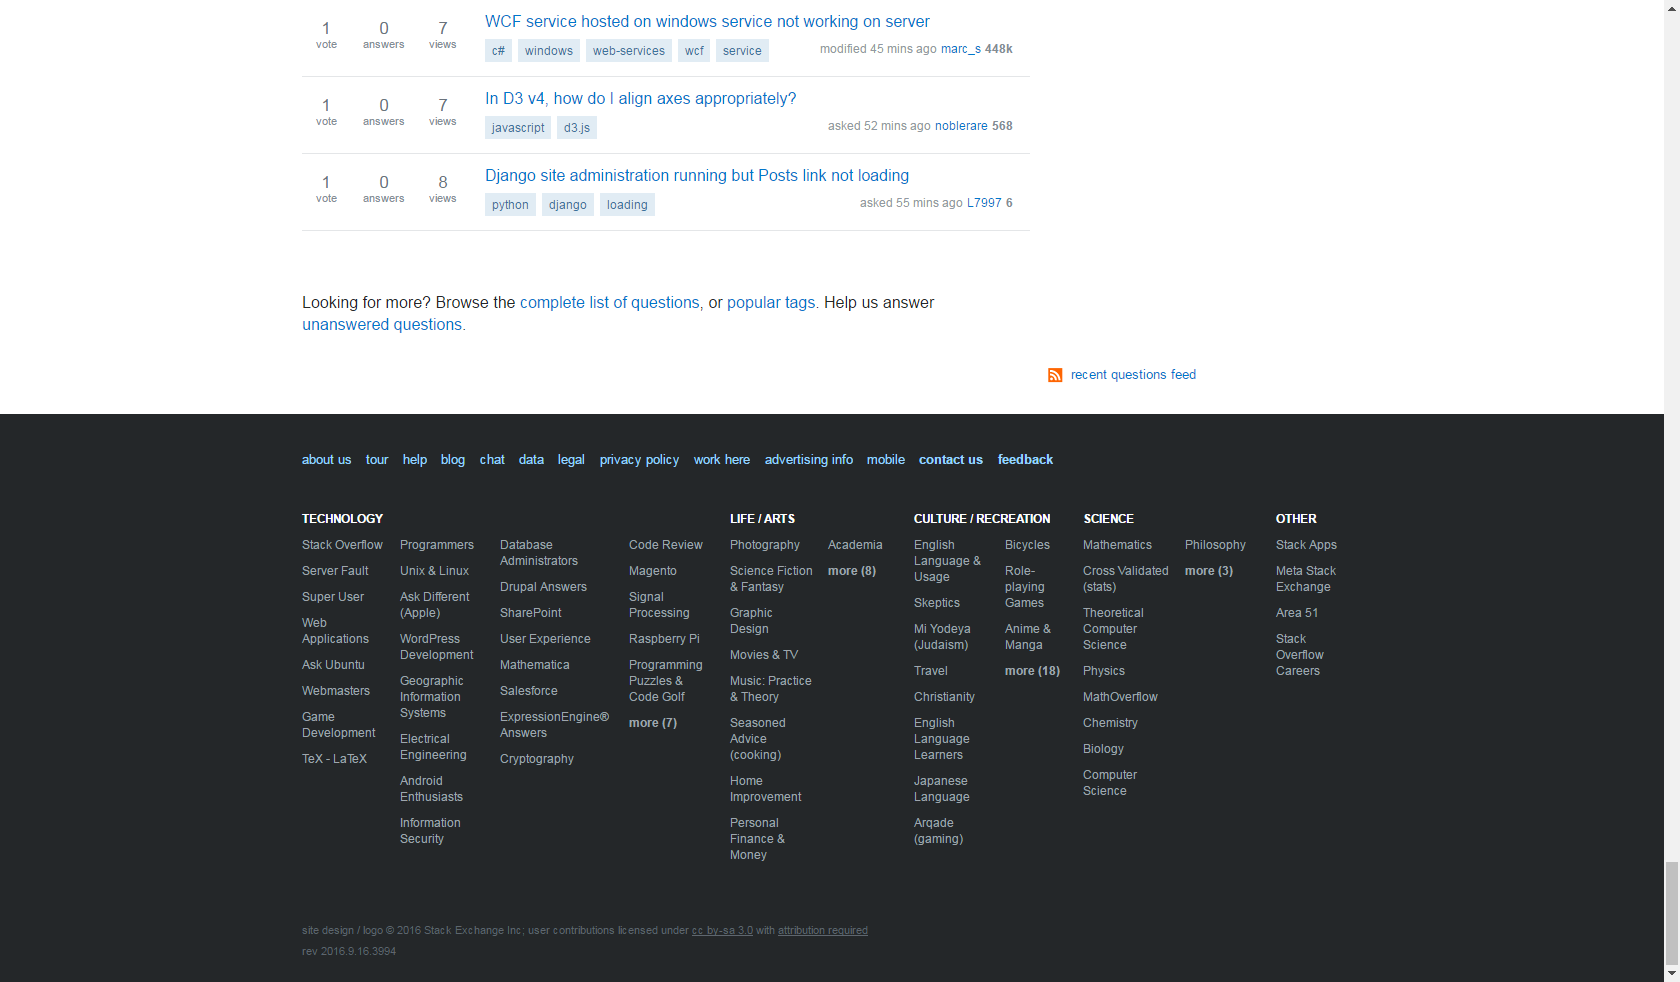 WCF service hosted on windows service not working on server
1 0 7
vote answers views
c# windows web-services wcf service
modified 45 mins ago marc_s 448k
In D3 v4, how do I align axes appropriately?
1 0 7
vote answers views
javascript d3.js
asked 52 mins ago noblerare 568
Django site administration running but Posts link not loading
1 0 8
vote answers views
python django loading
asked 55 mins ago L7997 6
Looking for more? Browse the complete list of questions, or popular tags. Help us answer
unanswered questions.
recent questions feed
about us tour help blog chat data legal privacy policy work here advertising info mobile contact us feedback
TECHNOLOGY
Stack Overflow
Server Fault
Super User
Web
Applications
Ask Ubuntu
Webmasters
Game
Development
TeX - LaTeX
Programmers
Unix & Linux
Ask Different
(Apple)
WordPress
Development
Geographic
Information
Systems
Electrical
Engineering
Android
Enthusiasts
Information
Security
Database
Administrators
Drupal Answers
SharePoint
User Experience
Mathematica
Salesforce
ExpressionEngine®
Answers
Cryptography
Code Review
Magento
Signal
Processing
Raspberry Pi
Programming
Puzzles &
Code Golf
more (7)
LIFE / ARTS
Photography
Science Fiction
& Fantasy
Graphic
Design
Movies & TV
Music: Practice
& Theory
Seasoned
Advice
(cooking)
Home
Improvement
Personal
Finance &
Money
Academia
more (8)
CULTURE / RECREATION
English
Language &
Usage
Skeptics
Mi Yodeya
(Judaism)
Travel
Christianity
English
Language
Learners
Japanese
Language
Arqade
(gaming)
Bicycles
Role-
playing
Games
Anime &
Manga
more (18)
SCIENCE
Mathematics
Cross Validated
(stats)
Theoretical
Computer
Science
Physics
MathOverflow
Chemistry
Biology
Computer
Science
Philosophy
more (3)
OTHER
Stack Apps
Meta Stack
Exchange
Area 51
Stack
Overflow
Careers
site design / logo © 2016 Stack Exchange Inc; user contributions licensed under cc by-sa 3.0 with attribution required
rev 2016.9.16.3994